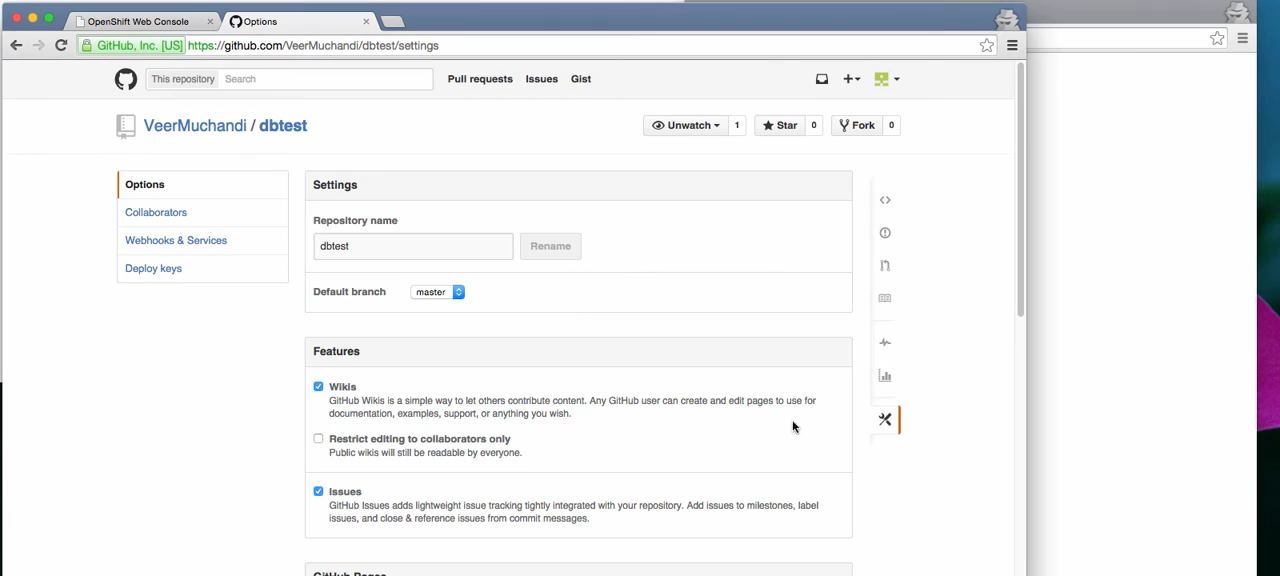 OpenShift Web Console
Options
GitHub, Inc. [US] https://github.com/VeerMuchandi/dbtest/settings
This repository Search Pull requests Issues Gist
VeerMuchandi / dbtest
Unwatch 1 Star 0 Fork 0
Options
Collaborators
Webhooks & Services
Deploy keys
Settings
Repository name
dbtest Rename
Default branch master
Features
Wikis
GitHub Wikis is a simple way to let others contribute content. Any GitHub user can create and edit pages to use for
documentation, examples, support, or anything you wish.
Restrict editing to collaborators only
Public wikis will still be readable by everyone.
Issues
GitHub Issues adds lightweight issue tracking tightly integrated with your repository. Add issues to milestones, label
issues, and close & reference issues from commit messages.
GitHub Pages